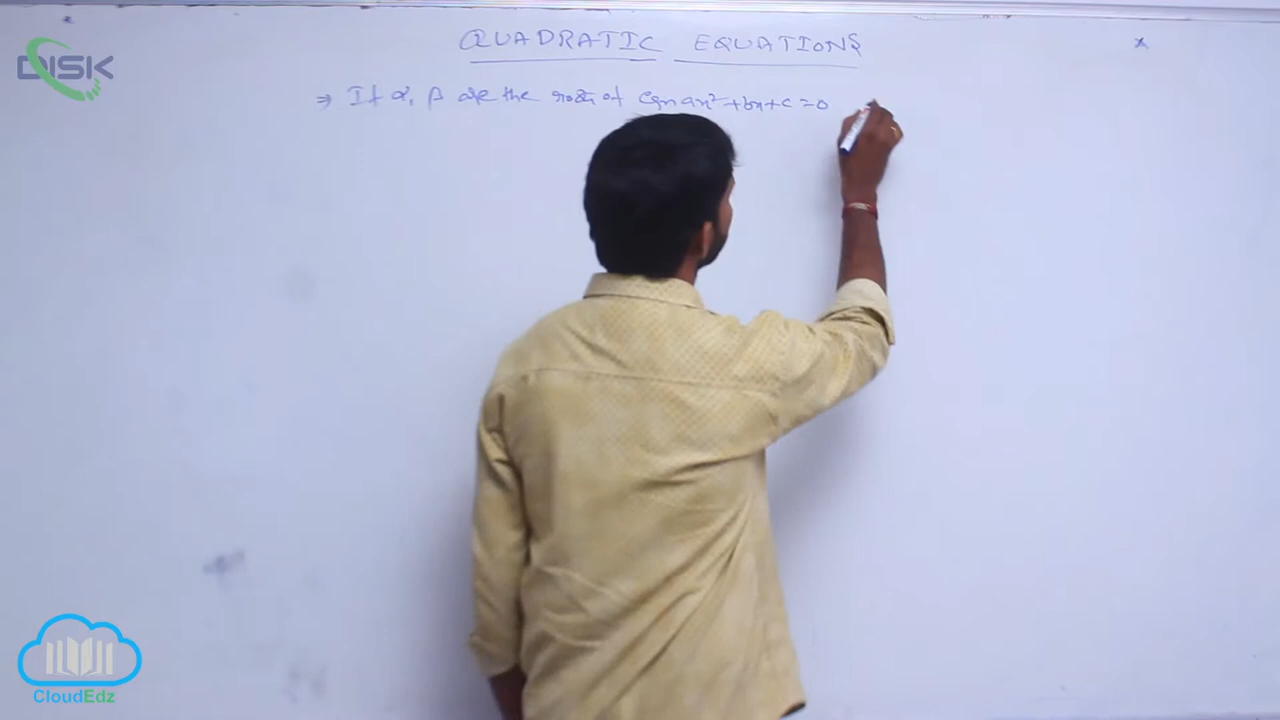 QUADRATIC EQUATIONS
DISK
⇒ If α, β are the roots of Eqn ax²+bx+c=0
CloudEdz